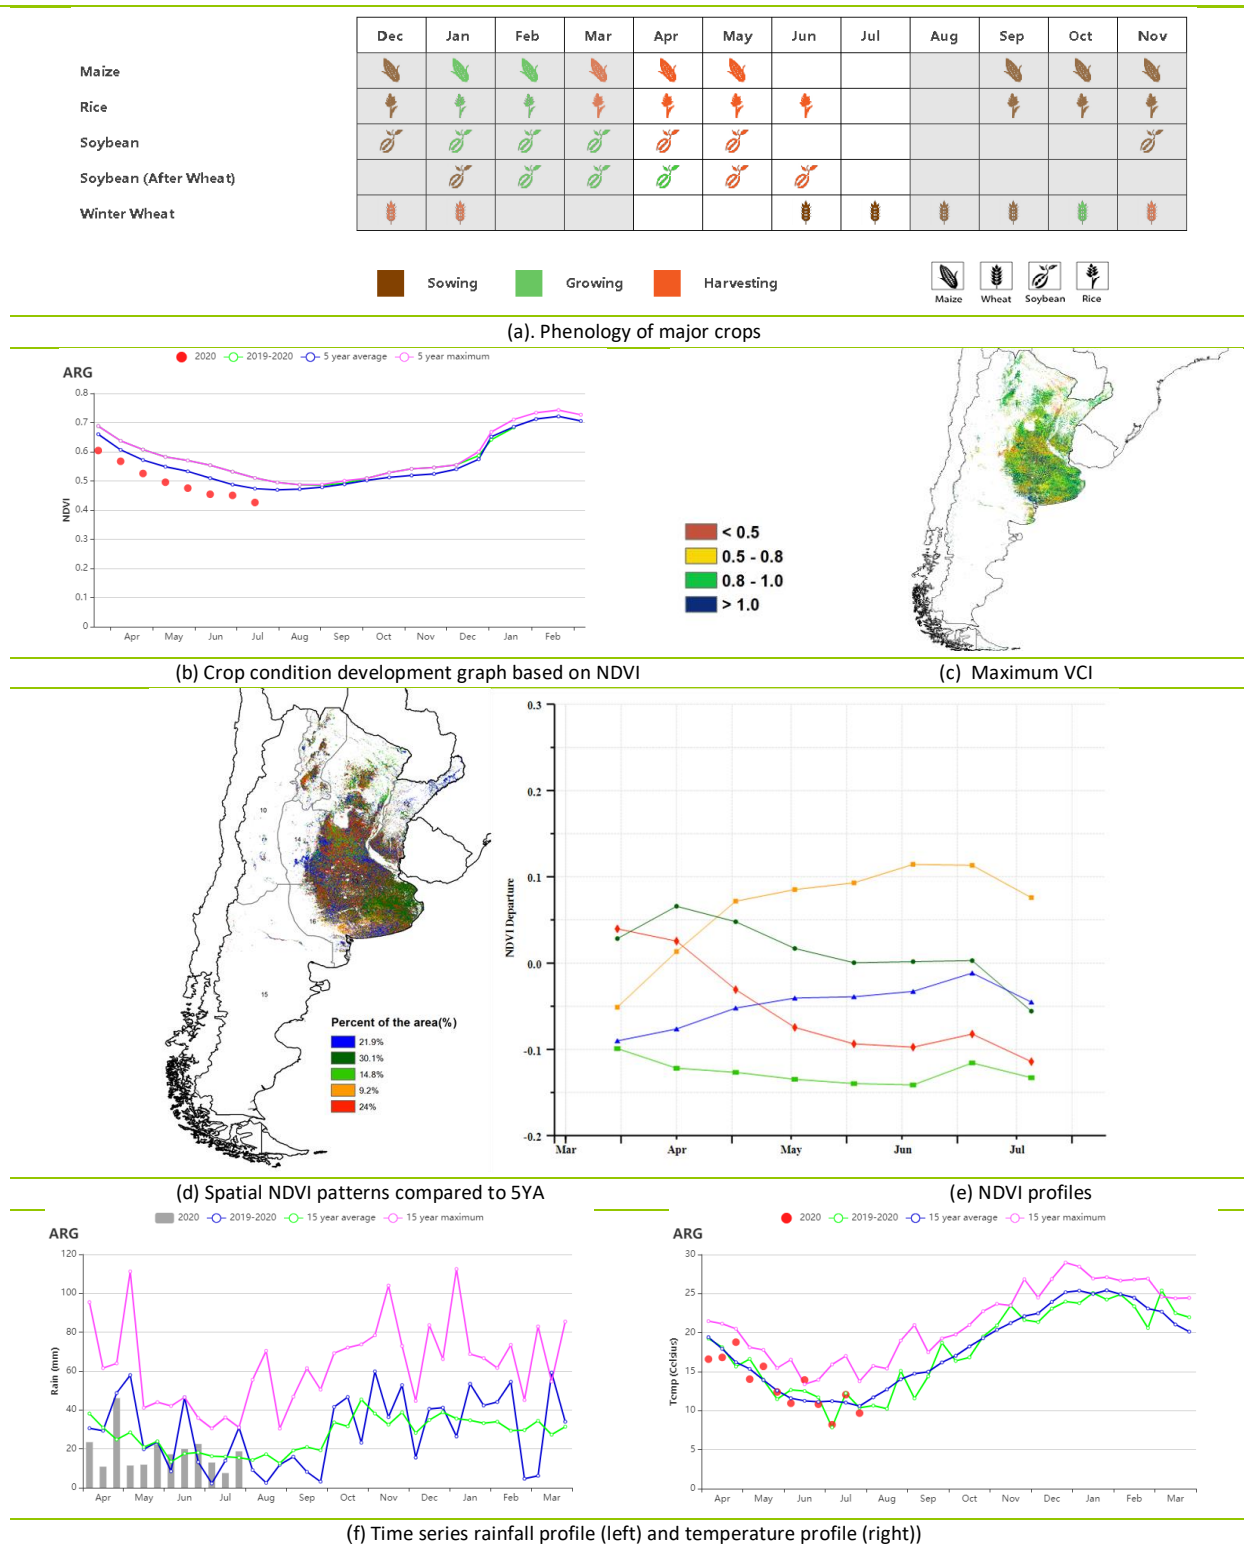 Dec Jan Feb Mar Apr May Jun Jul Aug Sep Oct Nov
Maize
Rice
Soybean
Soybean (After Wheat)
Winter Wheat
Sowing Growing Harvesting
Maize Wheat Soybean Rice
(a). Phenology of major crops
2020 2019-2020 5 year average 5 year maximum
ARG
0.8
0.7
0.6
0.5
0.4
0.3
0.2
0.1
0
NDVI
Apr May Jun Jul Aug Sep Oct Nov Dec Jan Feb
< 0.5
0.5 - 0.8
0.8 - 1.0
> 1.0
(b) Crop condition development graph based on NDVI
(c) Maximum VCI
10
14
16
15
Percent of the area(%)
21.9%
30.1%
14.8%
9.2%
24%
0.3
0.2
0.1
0.0
-0.1
-0.2
NDVI Departure
Mar Apr May Jun Jul
(d) Spatial NDVI patterns compared to 5YA
(e) NDVI profiles
2020 2019-2020 15 year average 15 year maximum
ARG
120
100
80
60
40
20
0
Rain (mm)
Apr May Jun Jul Aug Sep Oct Nov Dec Jan Feb Mar
2020 2019-2020 15 year average 15 year maximum
ARG
30
25
20
15
10
5
0
Temp (Celsius)
Apr May Jun Jul Aug Sep Oct Nov Dec Jan Feb Mar
(f) Time series rainfall profile (left) and temperature profile (right))